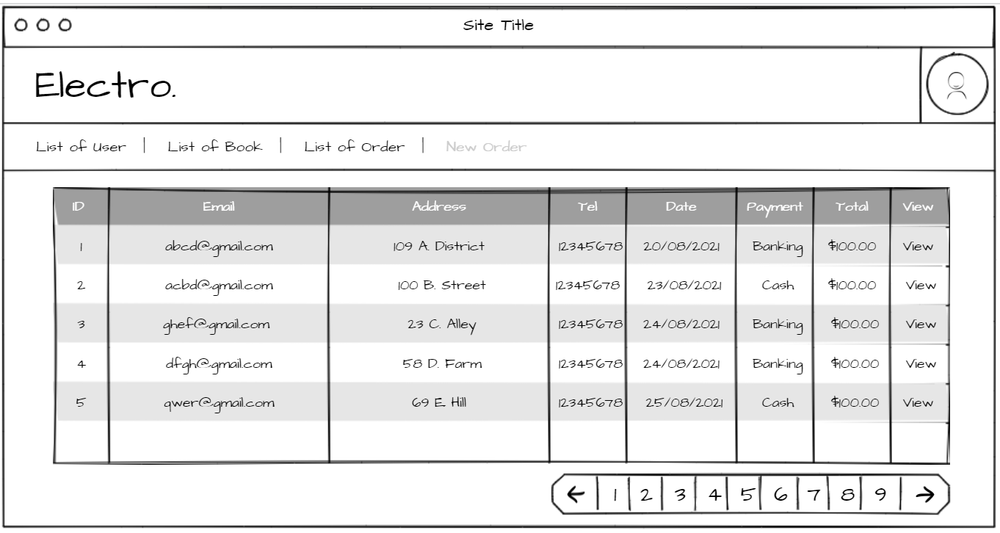 Site Title
Electro.
List of User | List of Book | List of Order | New Order
ID Email Address Tel Date Payment Total View
1 abcd@gmail.com 109 A. District 12345678 20/08/2021 Banking $100.00 View
2 acbd@gmail.com 100 B. Street 12345678 23/08/2021 Cash $100.00 View
3 ghef@gmail.com 23 C. Alley 12345678 24/08/2021 Banking $100.00 View
4 dfgh@gmail.com 58 D. Farm 12345678 24/08/2021 Banking $100.00 View
5 qwer@gmail.com 69 E. Hill 12345678 25/08/2021 Cash $100.00 View
← 1 2 3 4 5 6 7 8 9 →